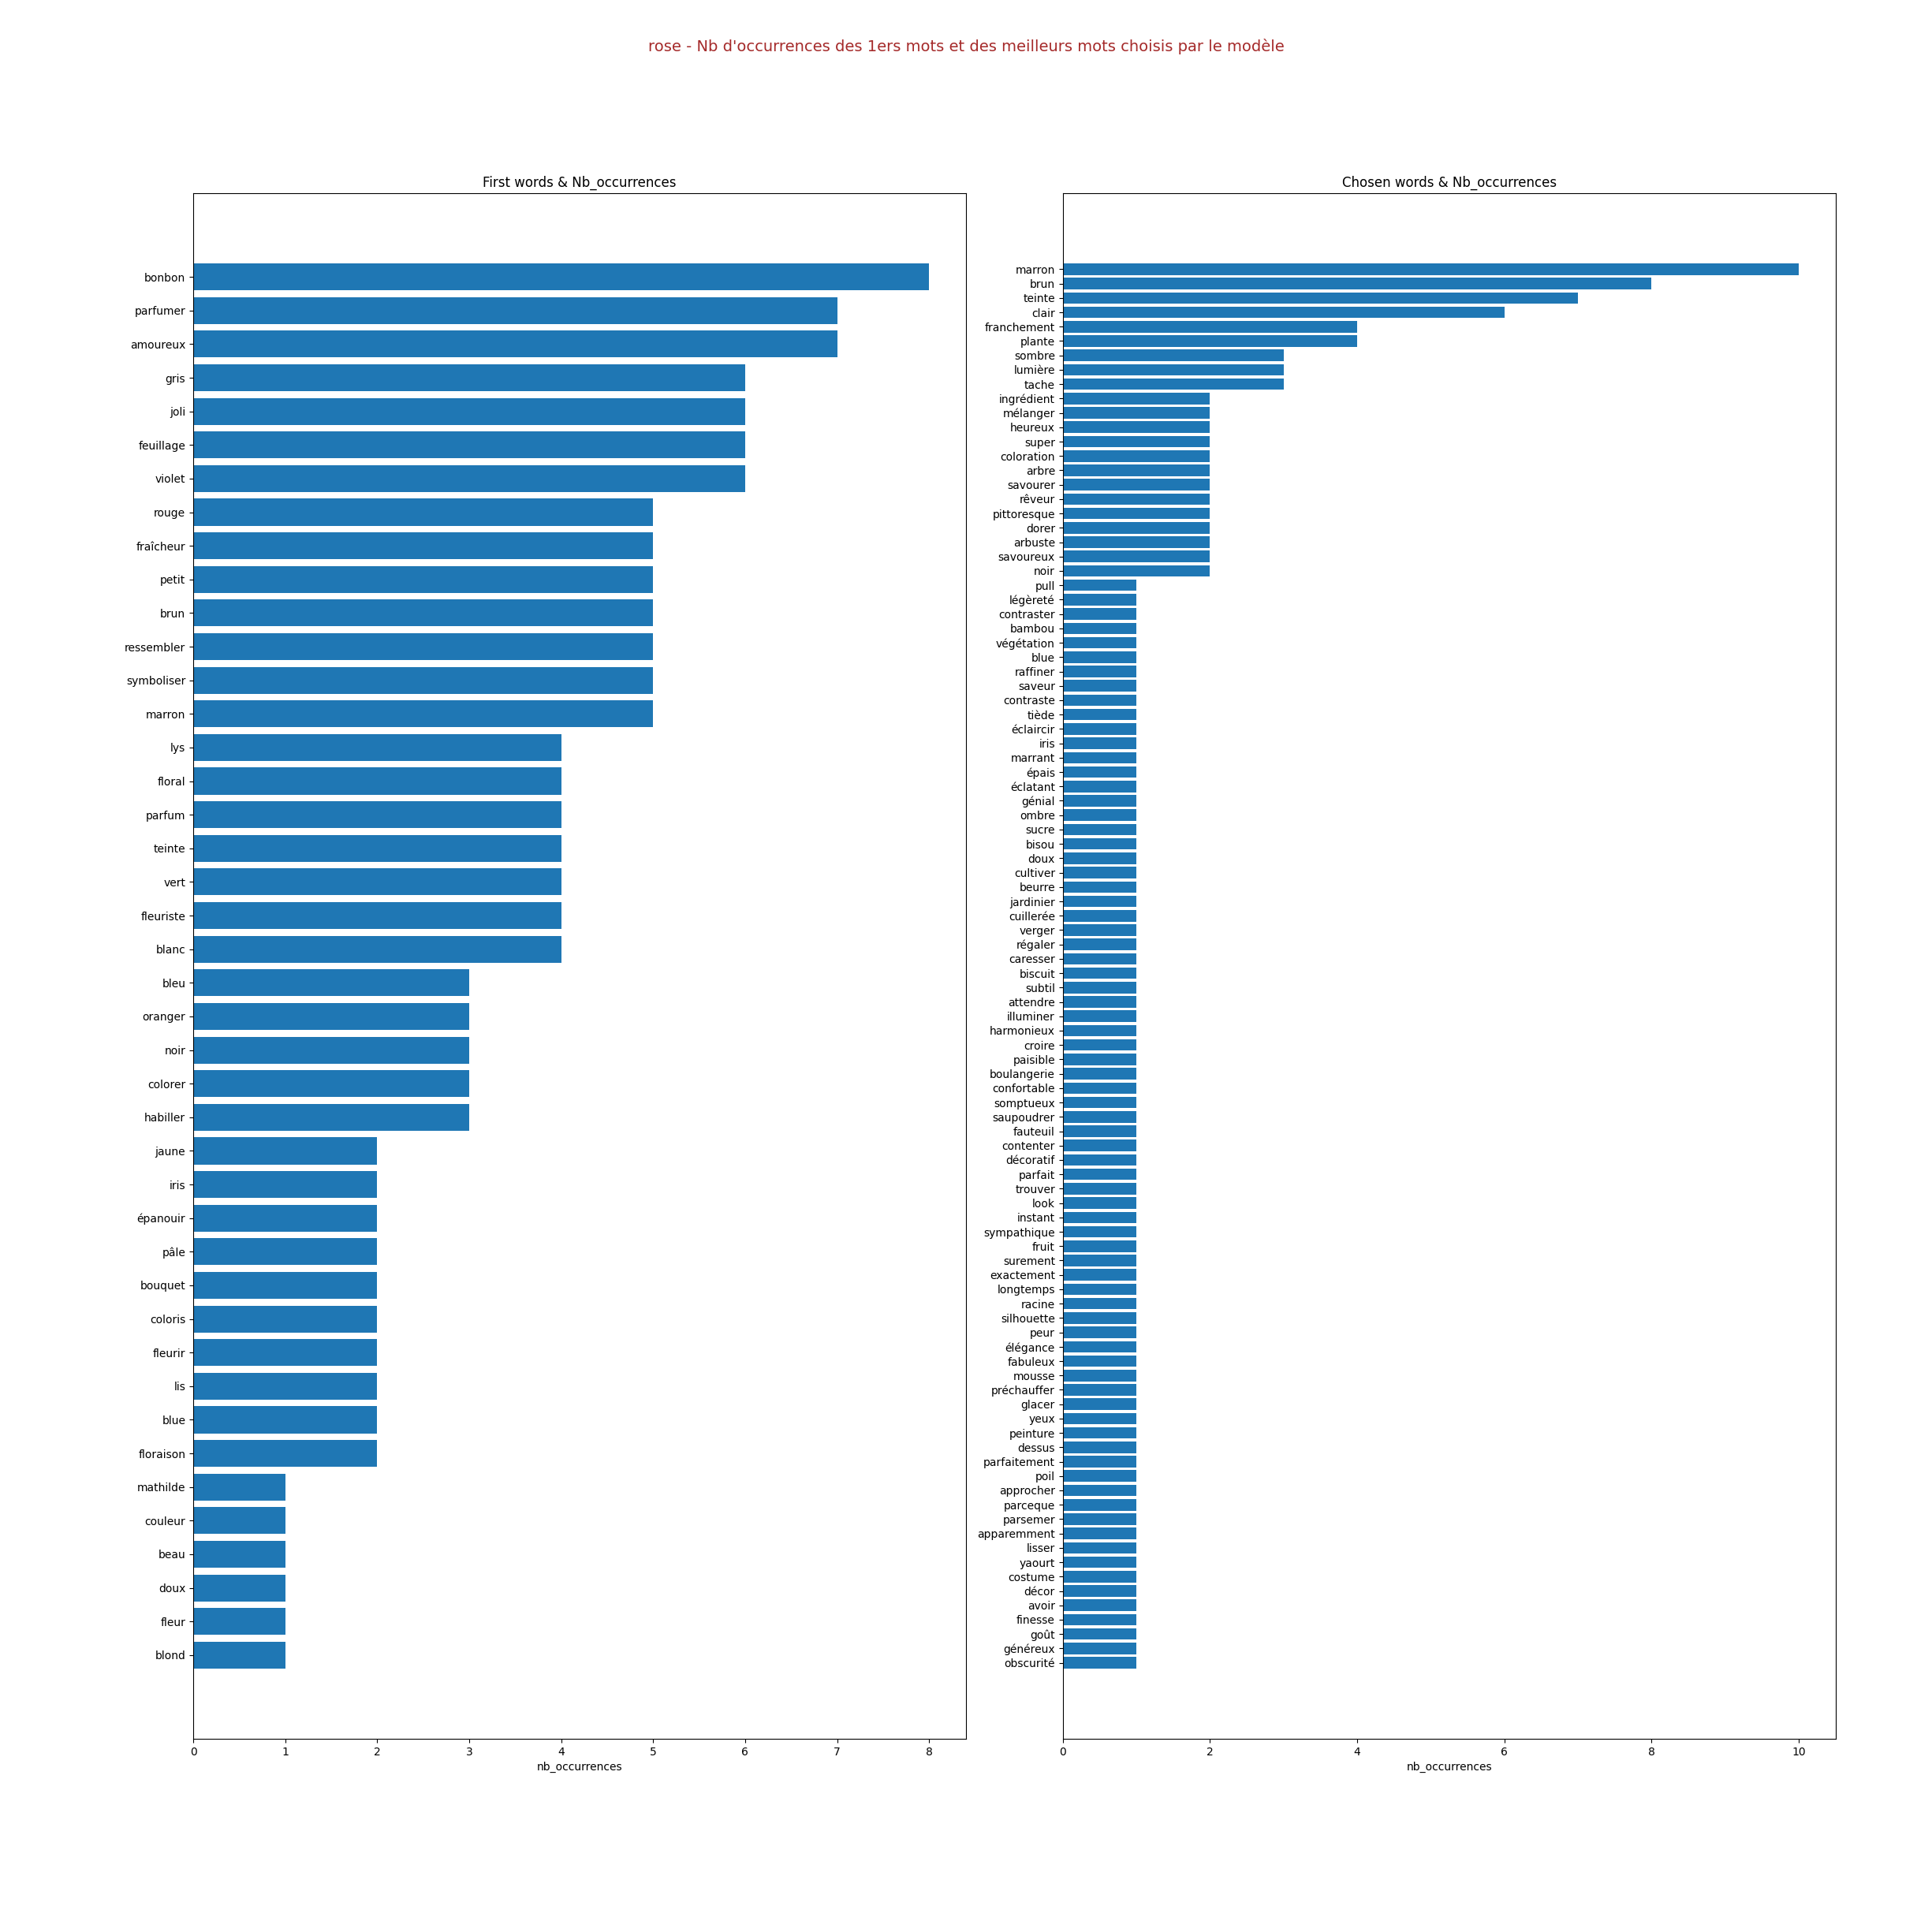 rose - Nb d'occurrences des 1ers mots et des meilleurs mots choisis par le modèle
First words & Nb_occurrences
bonbon
parfumer
amoureux
gris
joli
feuillage
violet
rouge
fraîcheur
petit
brun
ressembler
symboliser
marron
lys
floral
parfum
teinte
vert
fleuriste
blanc
bleu
oranger
noir
colorer
habiller
jaune
iris
épanouir
pâle
bouquet
coloris
fleurir
lis
blue
floraison
mathilde
couleur
beau
doux
fleur
blond
0 1 2 3 4 5 6 7 8
nb_occurrences
Chosen words & Nb_occurrences
marron
brun
teinte
clair
franchement
plante
sombre
lumière
tache
ingrédient
mélanger
heureux
super
coloration
arbre
savourer
rêveur
pittoresque
dorer
arbuste
savoureux
noir
pull
légèreté
contraster
bambou
végétation
blue
raffiner
saveur
contraste
tiède
éclaircir
iris
marrant
épais
éclatant
génial
ombre
sucre
bisou
doux
cultiver
beurre
jardinier
cuillerée
verger
régaler
caresser
biscuit
subtil
attendre
illuminer
harmonieux
croire
paisible
boulangerie
confortable
somptueux
saupoudrer
fauteuil
contenter
décoratif
parfait
trouver
look
instant
sympathique
fruit
surement
exactement
longtemps
racine
silhouette
peur
élégance
fabuleux
mousse
préchauffer
glacer
yeux
peinture
dessus
parfaitement
poil
approcher
parceque
parsemer
apparemment
lisser
yaourt
costume
décor
avoir
finesse
goût
généreux
obscurité
0 2 4 6 8 10
nb_occurrences